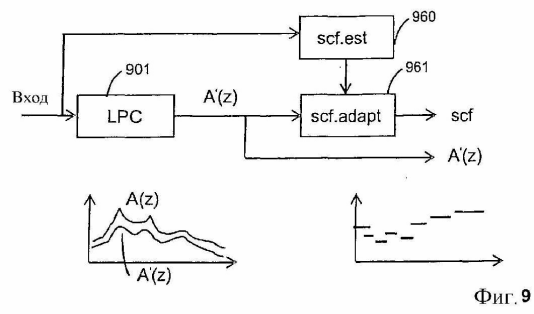 960
scf.est
901
961
Вход
LPC
A'(z)
scf.adapt
scf
A'(z)
A(z)
A'(z)
Фиг. 9